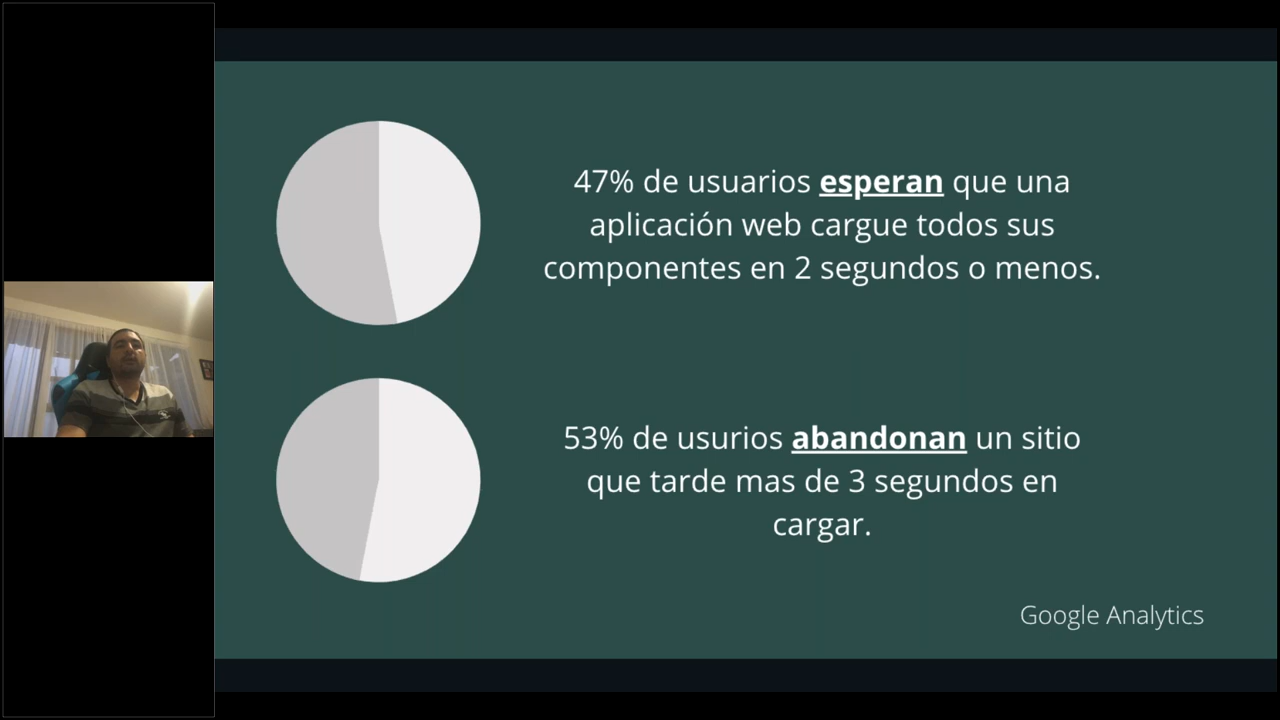 47% de usuarios esperan que una
aplicación web cargue todos sus
componentes en 2 segundos o menos.
53% de usurios abandonan un sitio
que tarde mas de 3 segundos en
cargar.
Google Analytics